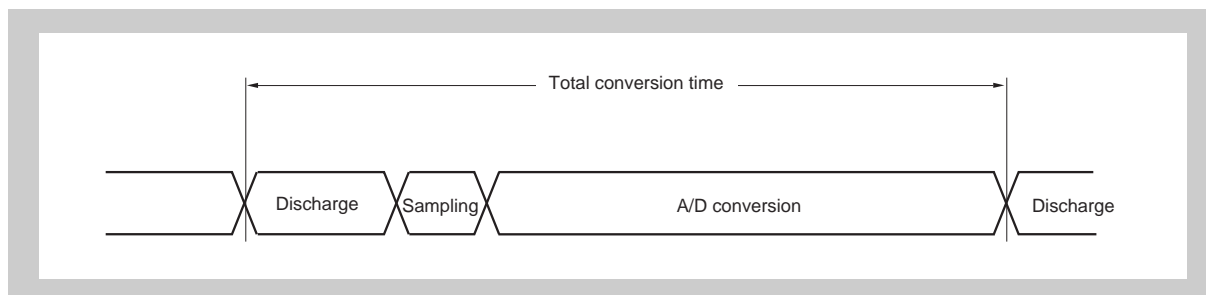 Total conversion time
Discharge Sampling A/D conversion Discharge